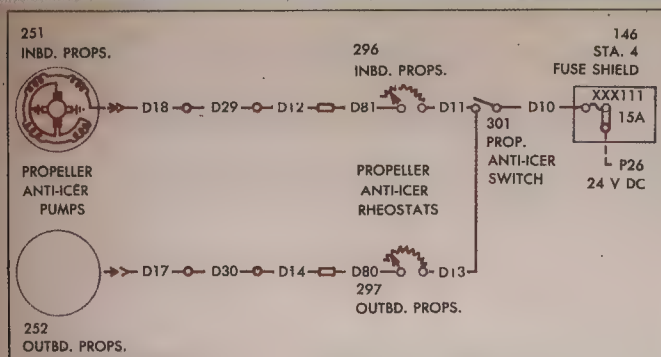 251
INBD. PROPS.
296
INBD. PROPS.
146
STA. 4
FUSE SHIELD
XXX111
15A
D18
D29
D12
D81
D11
D10
301
PROP.
ANTI-ICER
SWITCH
P26
24 V DC
PROPELLER
ANTI-ICER
PUMPS
PROPELLER
ANTI-ICER
RHEOSTATS
D17
D30
D14
D80
D13
297
OUTBD. PROPS.
252
OUTBD. PROPS.